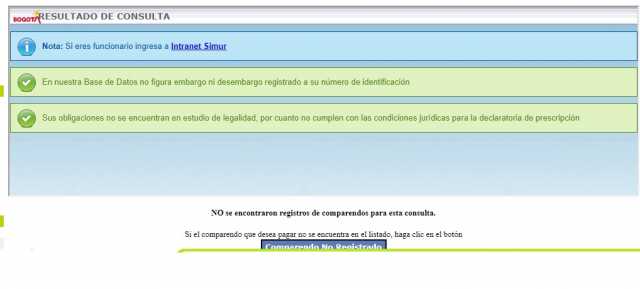 BOGOTÁ RESULTADO DE CONSULTA
Nota: Si eres funcionario ingresa a Intranet Simur
En nuestra Base de Datos no figura embargo ni desembargo registrado a su número de identificación
Sus obligaciones no se encuentran en estudio de legalidad, por cuanto no cumplen con las condiciones jurídicas para la declaratoria de prescripción
NO se encontraron registros de comparendos para esta consulta.
Si el comparendo que desea pagar no se encuentra en el listado, haga clic en el botón
Comparendo No Registrado